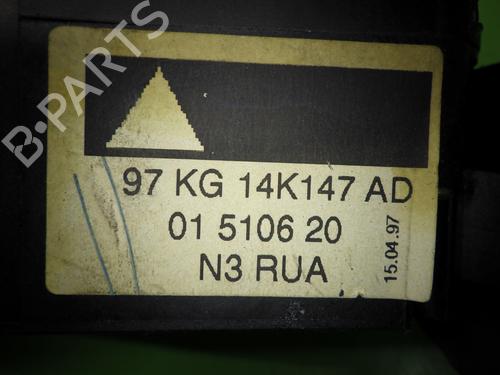 B-PARTS
97 KG 14K147 AD
01 5106 20
N3 RUA
15.04.97